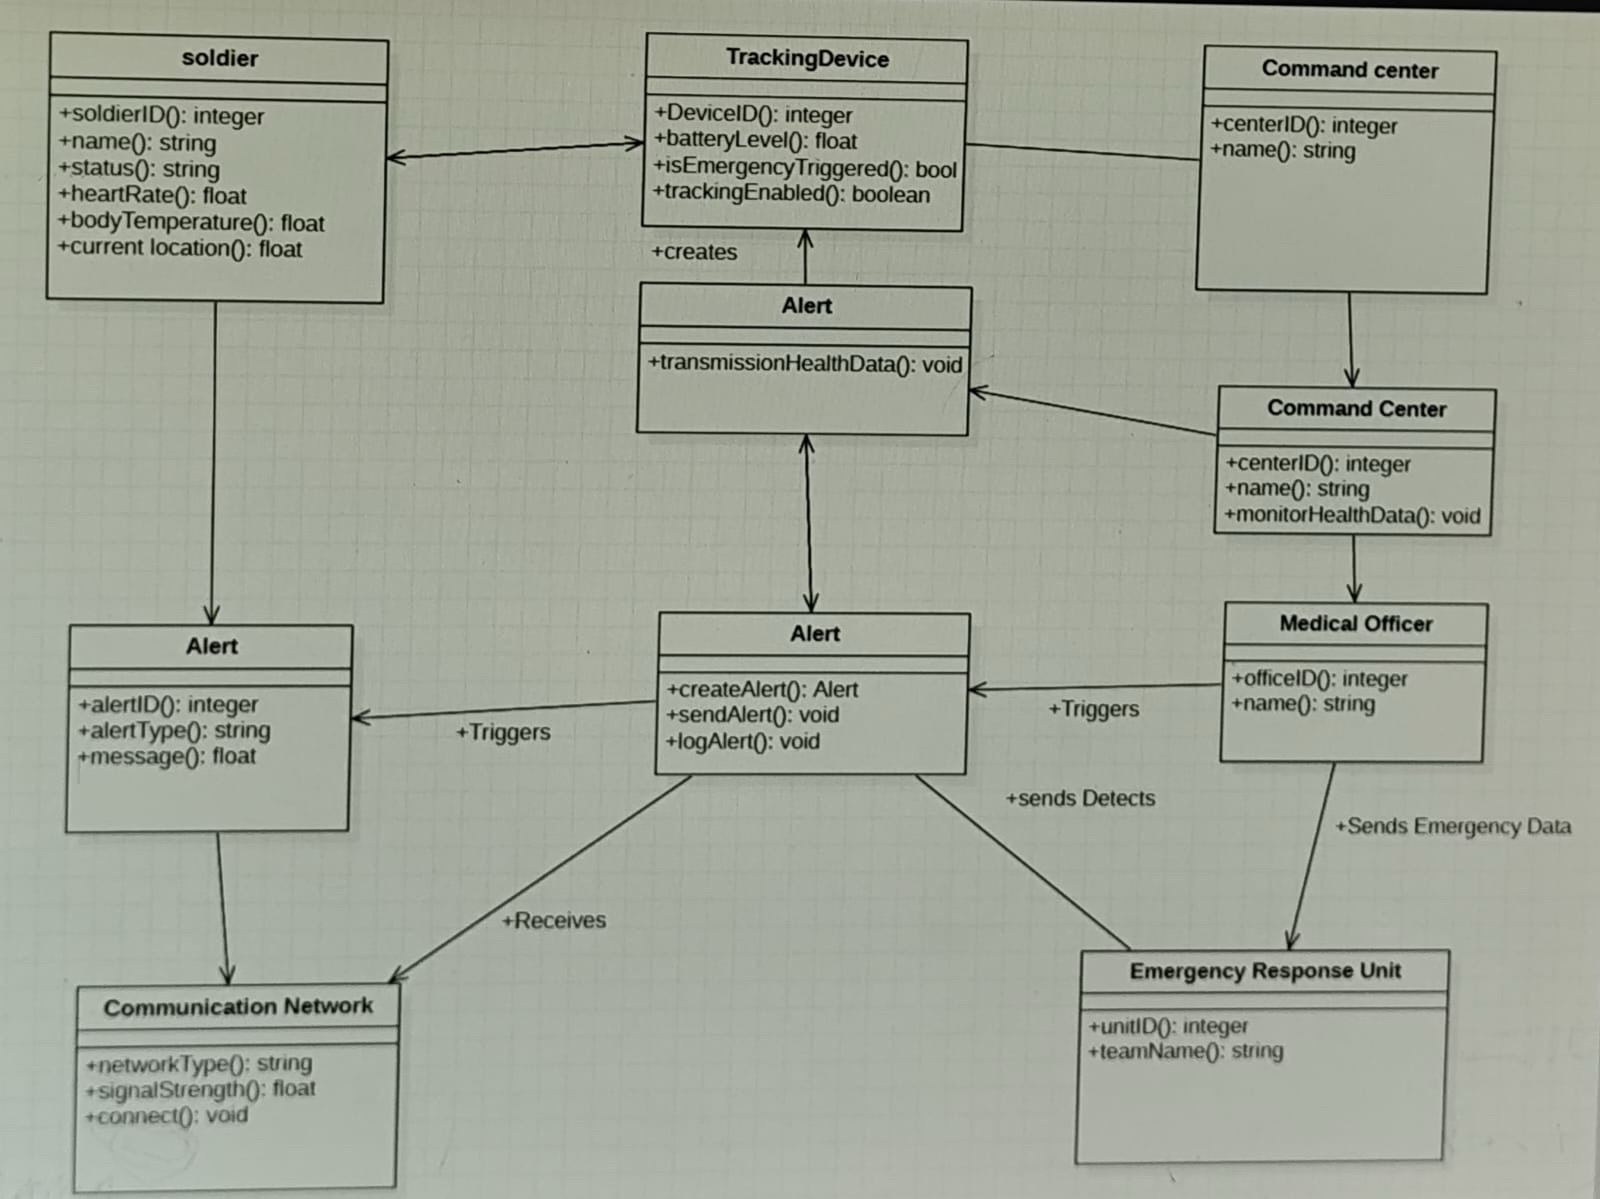 soldier
+soldierID(): integer
+name(): string
+status(): string
+heartRate(): float
+bodyTemperature(): float
+current location(): float
TrackingDevice
+DeviceID(): integer
+batteryLevel(): float
+isEmergencyTriggered(): bool
+trackingEnabled(): boolean
Command center
+centerID(): integer
+name(): string
+creates
Alert
+transmissionHealthData(): void
Command Center
+centerID(): integer
+name(): string
+monitorHealthData(): void
Alert
+alertID(): integer
+alertType(): string
+message(): float
+Triggers
Alert
+createAlert(): Alert
+sendAlert(): void
+logAlert(): void
+Triggers
Medical Officer
+officeID(): integer
+name(): string
+sends Detects
+Sends Emergency Data
+Receives
Communication Network
+networkType(): string
+signalStrength(): float
+connect(): void
Emergency Response Unit
+unitID(): integer
+teamName(): string